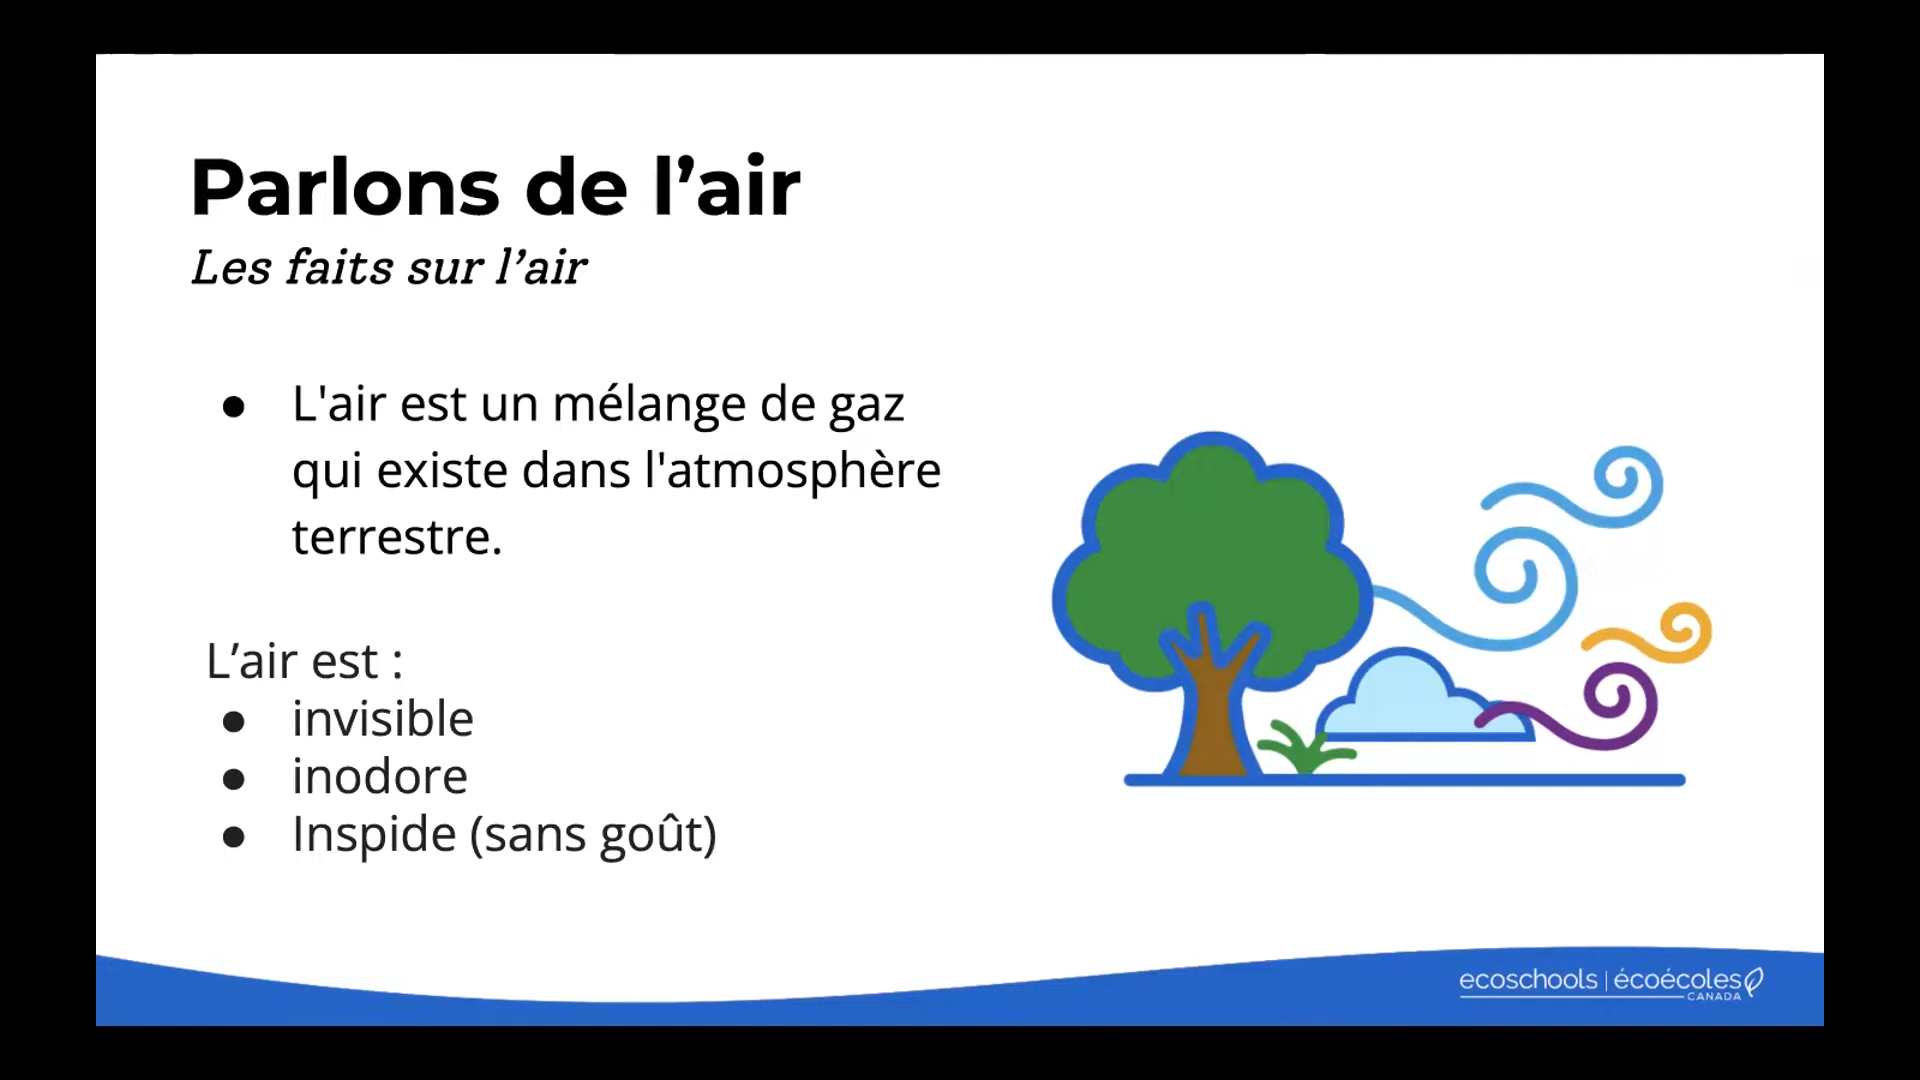 Parlons de l’air
Les faits sur l’air
● L'air est un mélange de gaz
qui existe dans l'atmosphère
terrestre.
L’air est :
● invisible
● inodore
● Inspide (sans goût)
ecoschools | écoécoles
CANADA